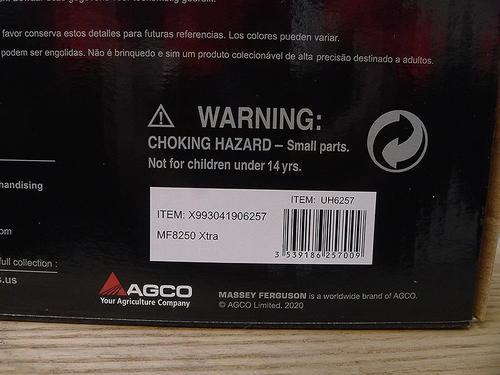 favor conserva estos detalles para futuras referencias. Los colores pueden variar.
podem ser engolidas. Não é brinquedo e sim um produto colecionável de alta precisão destinado a adultos.
WARNING:
CHOKING HAZARD – Small parts.
Not for children under 14 yrs.
handising
ITEM: UH6257
ITEM: X993041906257
MF8250 Xtra
3 539186 257009
om
full collection :
s.us
AGCO
Your Agriculture Company
MASSEY FERGUSON is a worldwide brand of AGCO.
© AGCO Limited. 2020